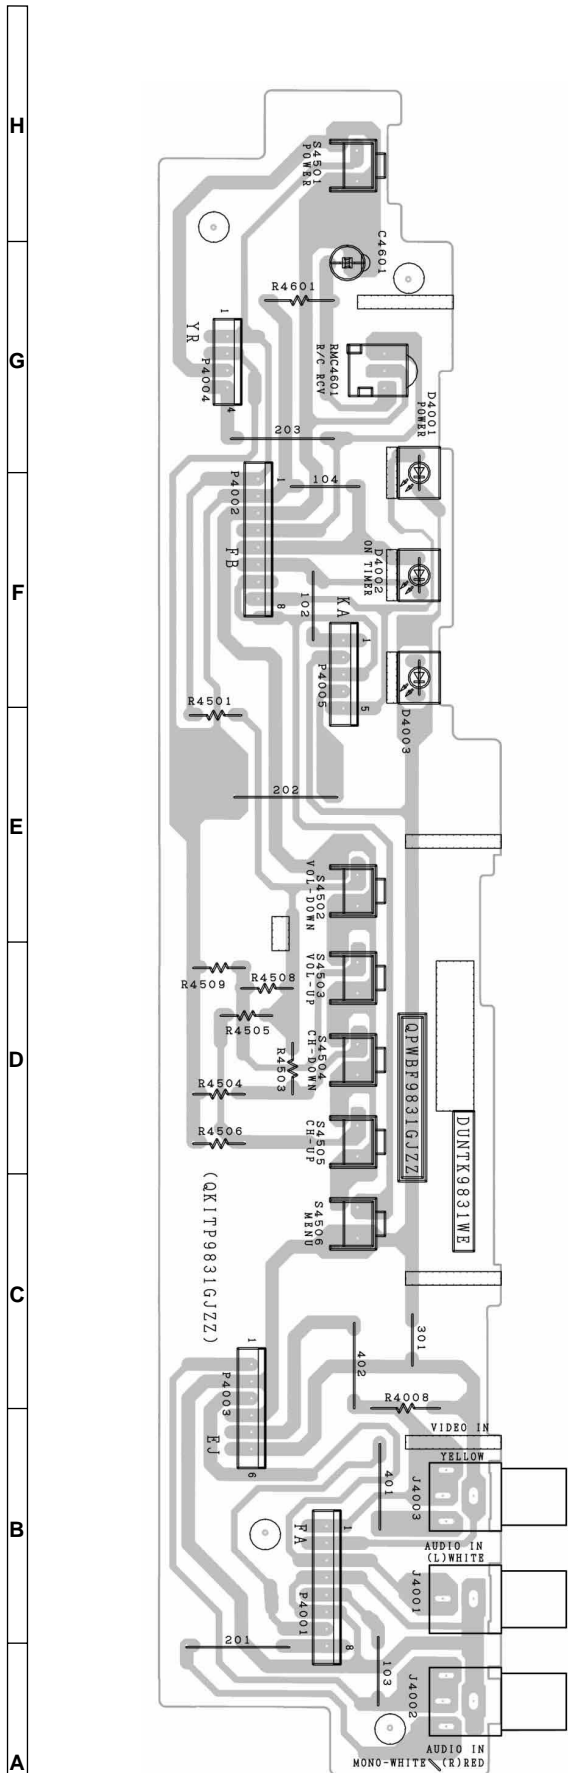 H
S4501
POWER
C4601
R4601
G
1
YR
P4004
4
RMC4601
R/C RCV
D4001
POWER
203
P4002
1
104
FB
8
D4002
ON TIMER
F
102
KA
1
P4005
5
R4501
D4003
202
E
S4502
VOL-DOWN
S4503
VOL-UP
R4509
R4508
R4505
D
R4503
S4504
CH-DOWN
R4504
QPWBF9831GJZZ
R4506
S4505
CH-UP
DUNTK9831WE
(QKITP9831GJZZ)
S4506
MENU
C
1
P4003
EJ
6
402
301
R4008
VIDEO IN
YELLOW
401
J4003
B
FA
1
P4001
8
AUDIO IN
(L)WHITE
J4001
201
103
J4002
A
AUDIO IN
MONO-WHITE (R)RED